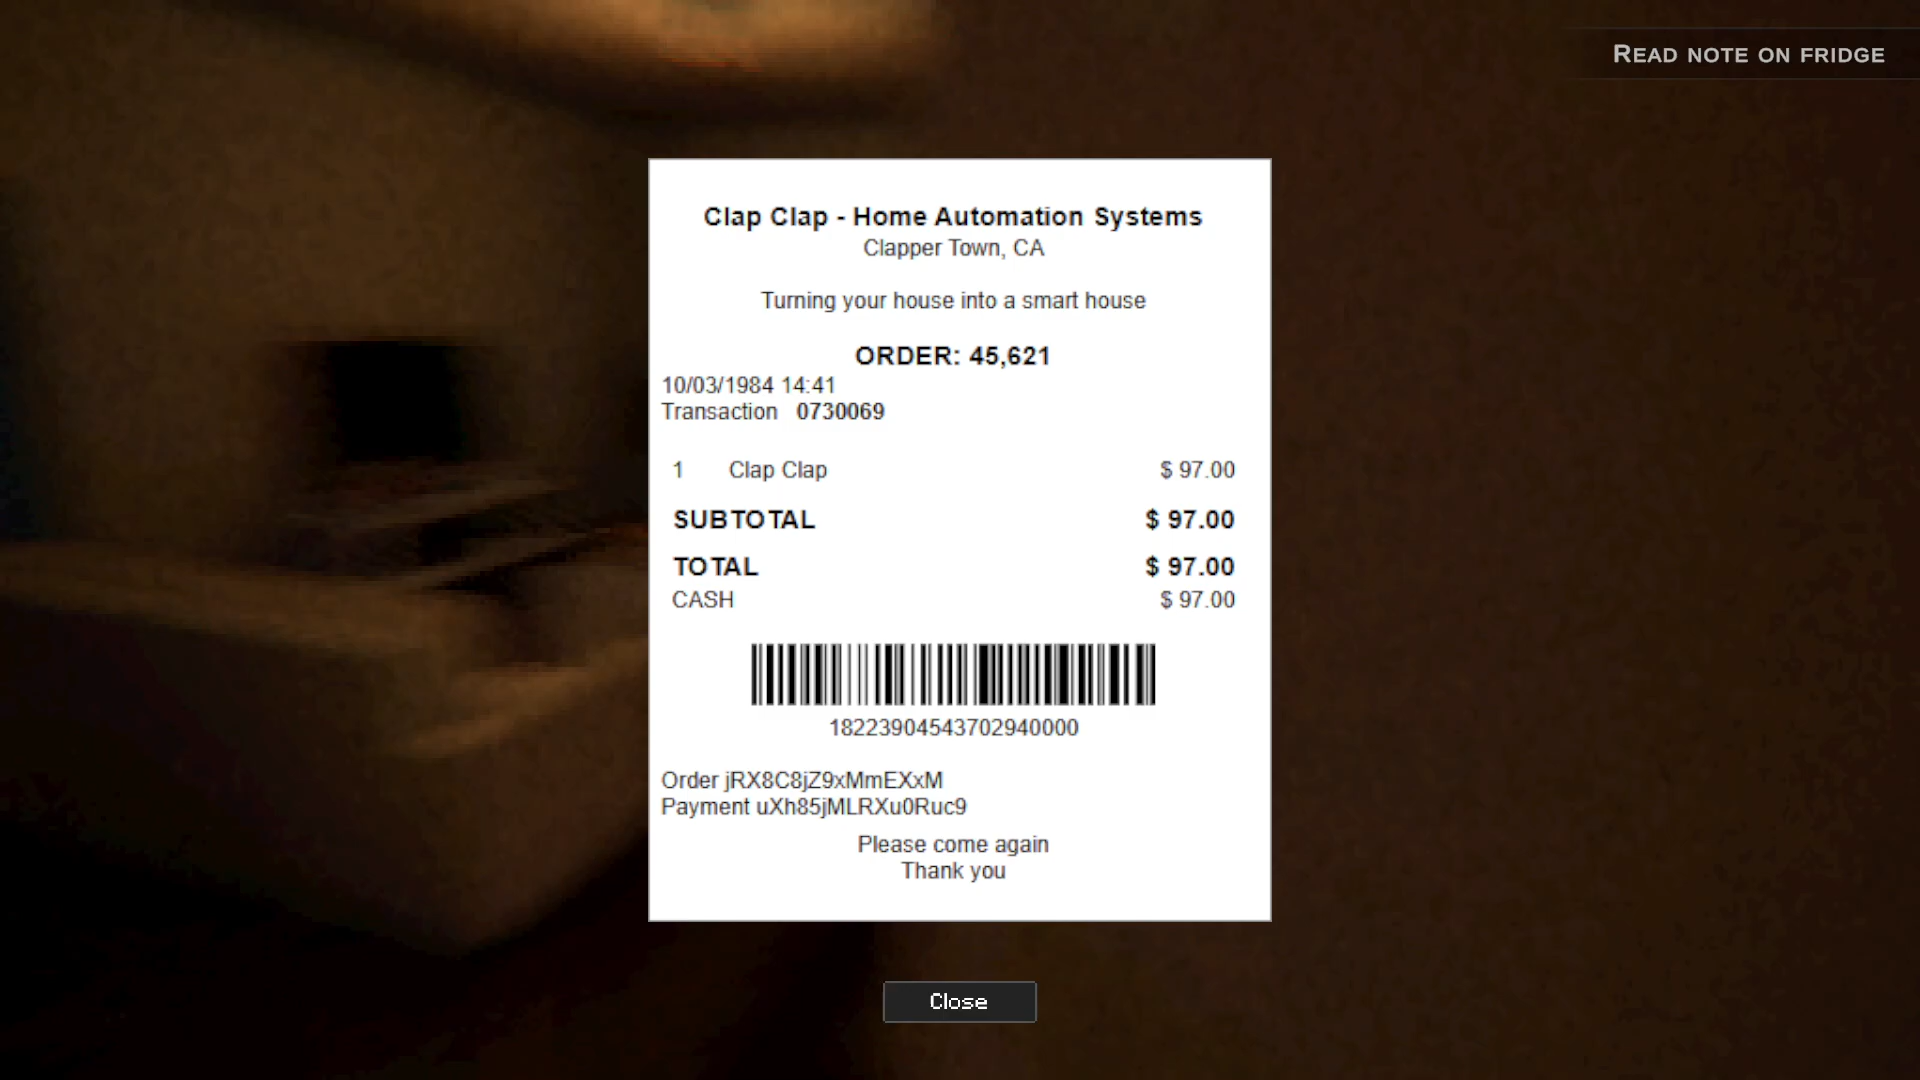 READ NOTE ON FRIDGE
Clap Clap - Home Automation Systems
Clapper Town, CA
Turning your house into a smart house
ORDER: 45,621
10/03/1984 14:41
Transaction 0730069
1 Clap Clap $ 97.00
SUBTOTAL $ 97.00
TOTAL $ 97.00
CASH $ 97.00
18223904543702940000
Order jRX8C8jZ9xMmEXxM
Payment uXh85jMLRXu0Ruc9
Please come again
Thank you
Close